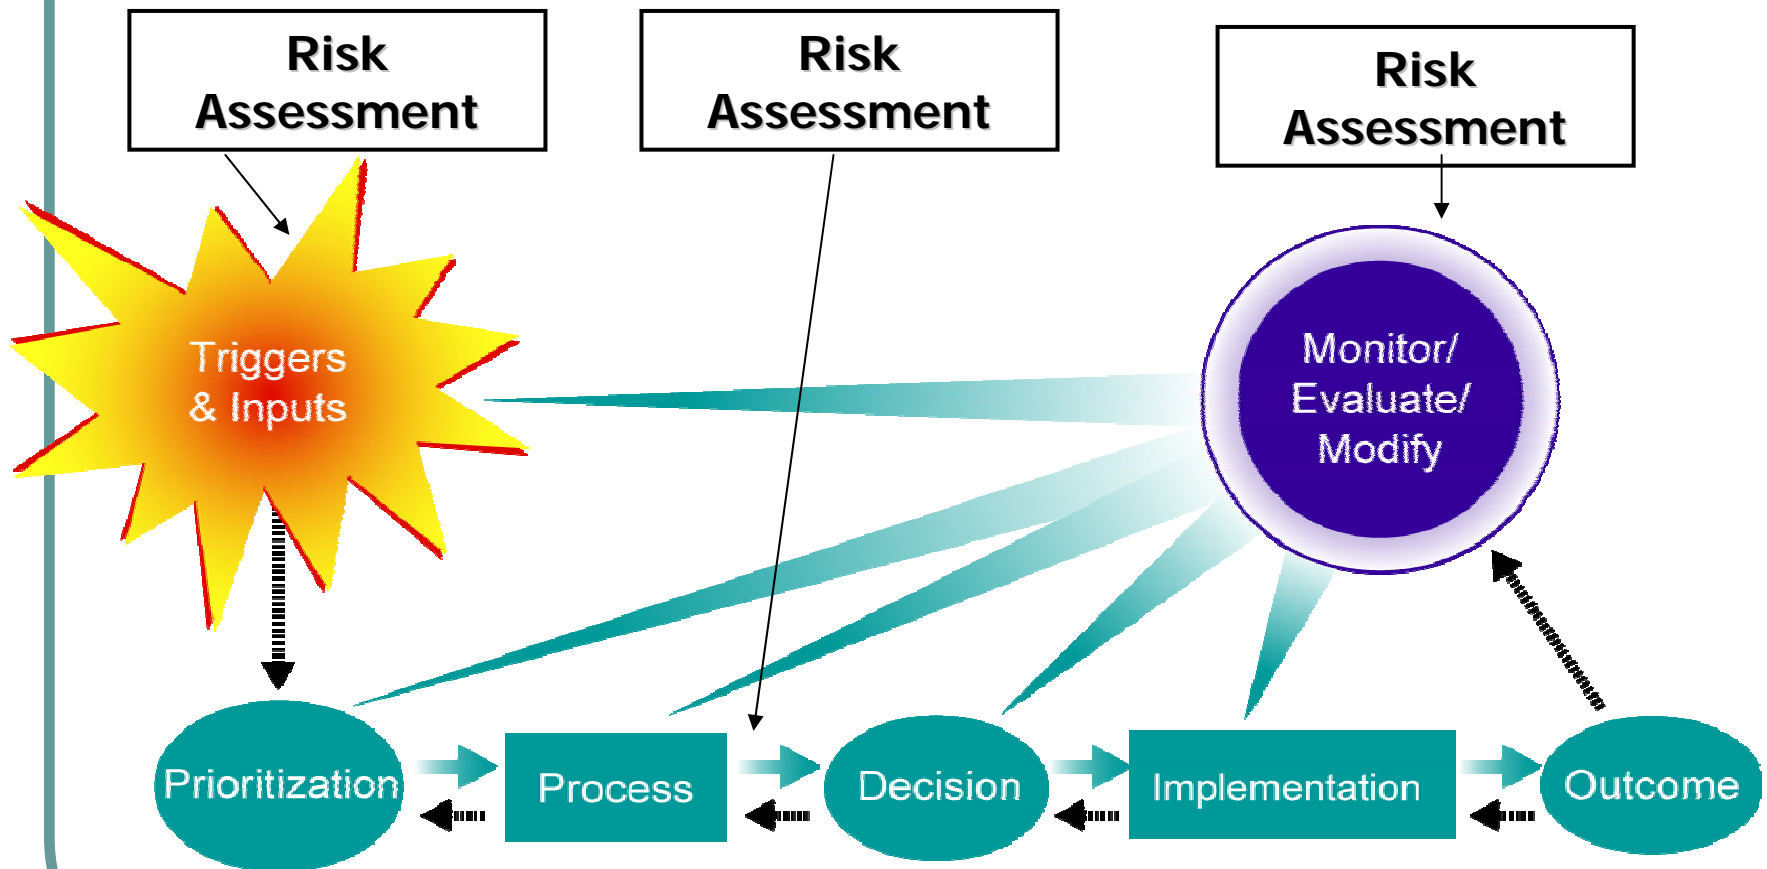 Risk
Assessment
Risk
Assessment
Risk
Assessment
Triggers
& Inputs
Monitor/
Evaluate/
Modify
Prioritization
Process
Decision
Implementation
Outcome